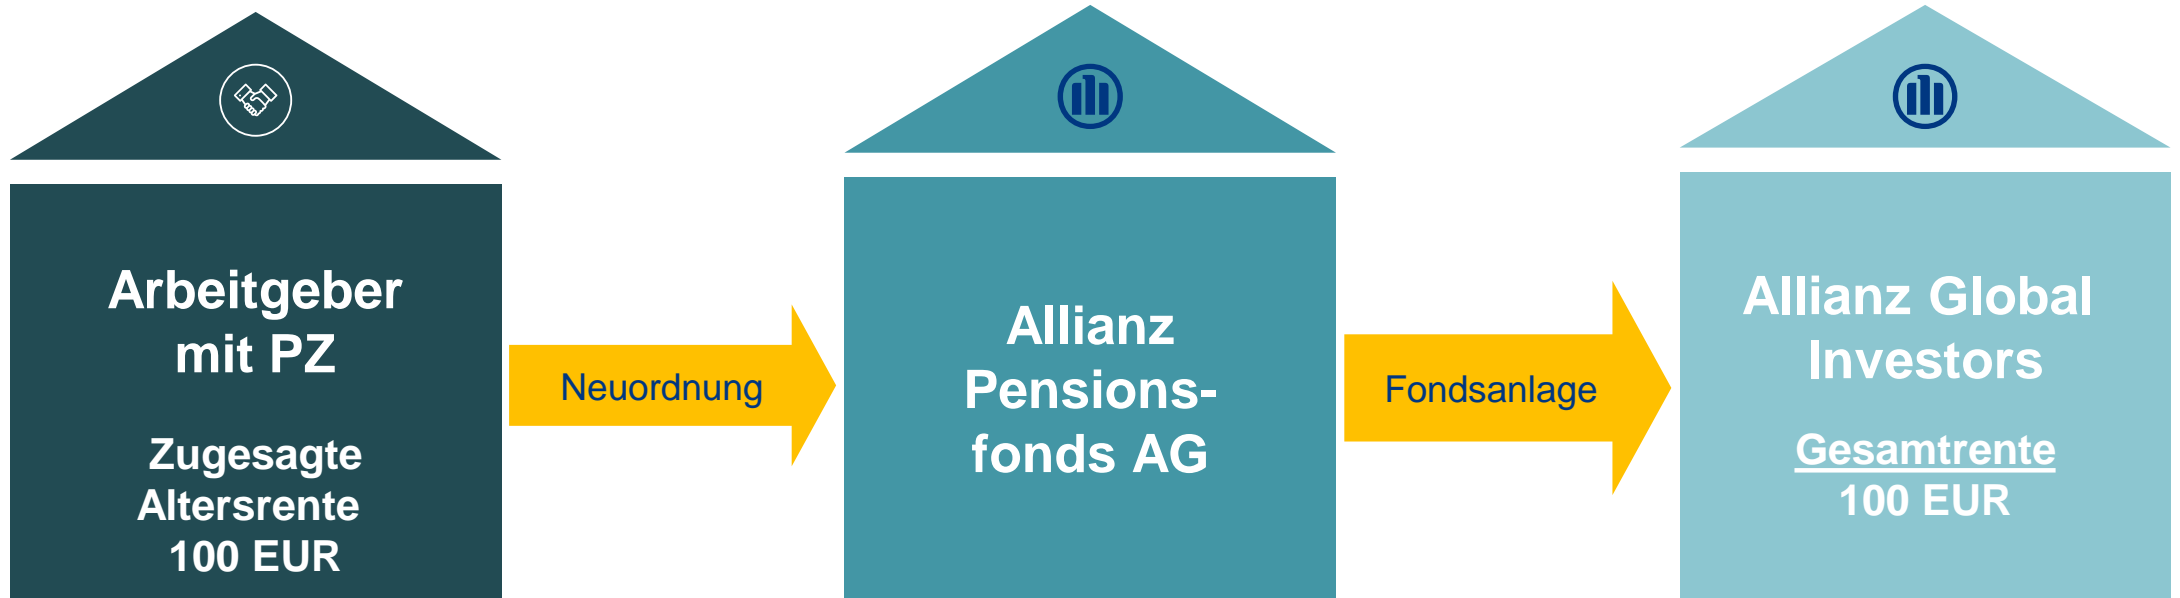 Arbeitgeber
mit PZ
Zugesagte
Altersrente
100 EUR
Neuordnung
Allianz
Pensions-
fonds AG
Fondsanlage
Allianz Global
Investors
Gesamtrente
100 EUR